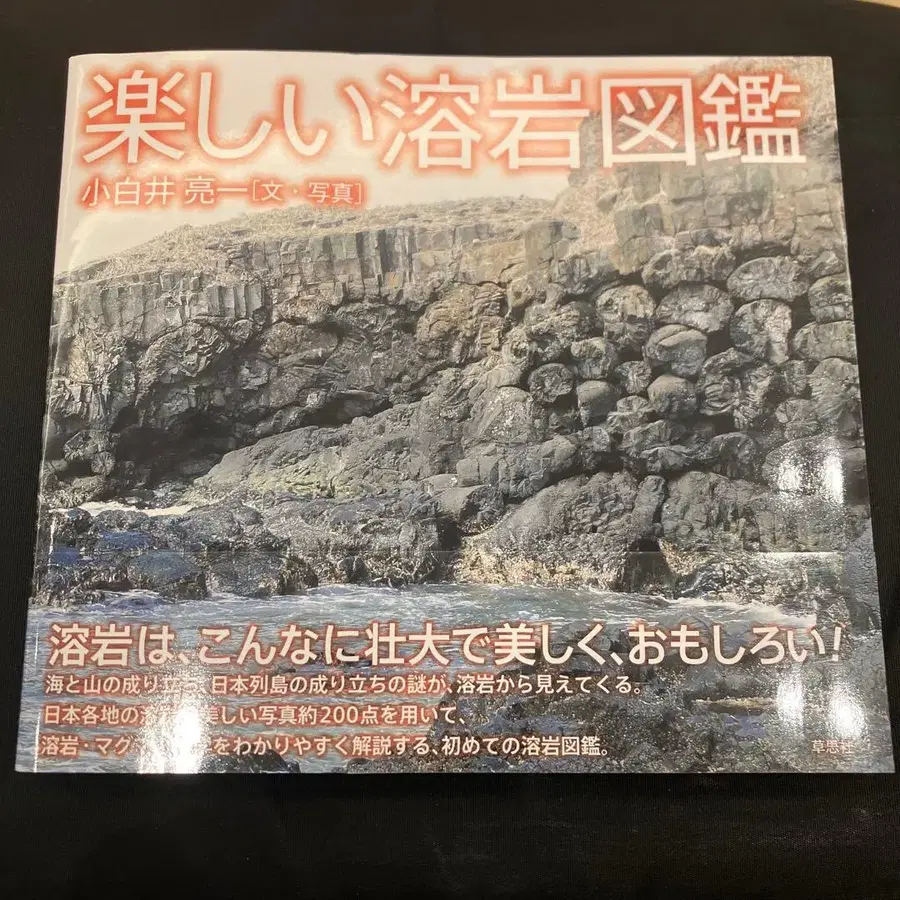 楽しい溶岩図鑑
小白井 亮一[文・写真]
溶岩は、こんなに壮大で美しく、おもしろい!
海と山の成り立 、日本列島の成り立ちの謎が、溶岩から見えてくる。
日本各地の 美しい写真約200点を用いて、
溶岩・マグ をわかりやすく解説する、初めての溶岩図鑑。
草思社